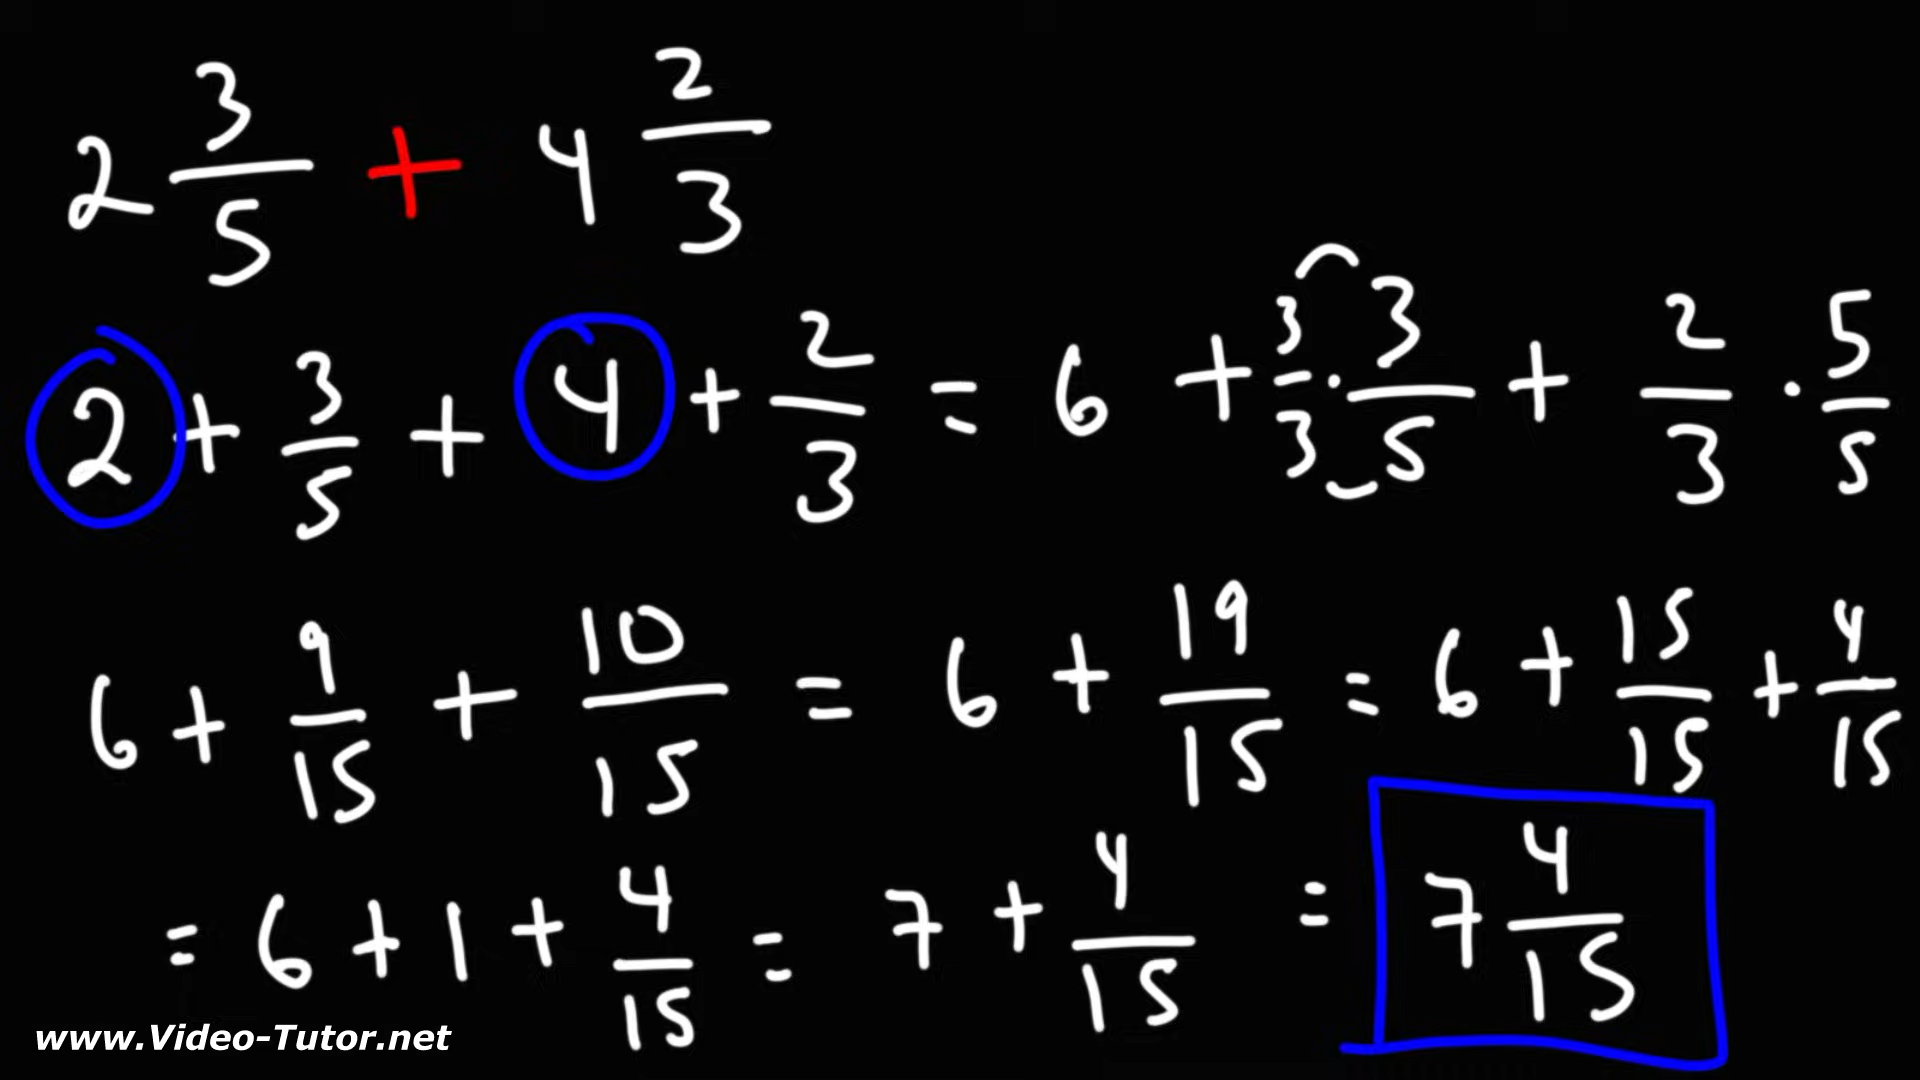 2 3/5 + 4 2/3
2 + 3/5 + 4 + 2/3 = 6 + 3/3 · 3/5 + 2/3 · 5/5
6 + 9/15 + 10/15 = 6 + 19/15 = 6 + 15/15 + 4/15
= 6 + 1 + 4/15 = 7 + 4/15 = 7 4/15
www.Video-Tutor.net